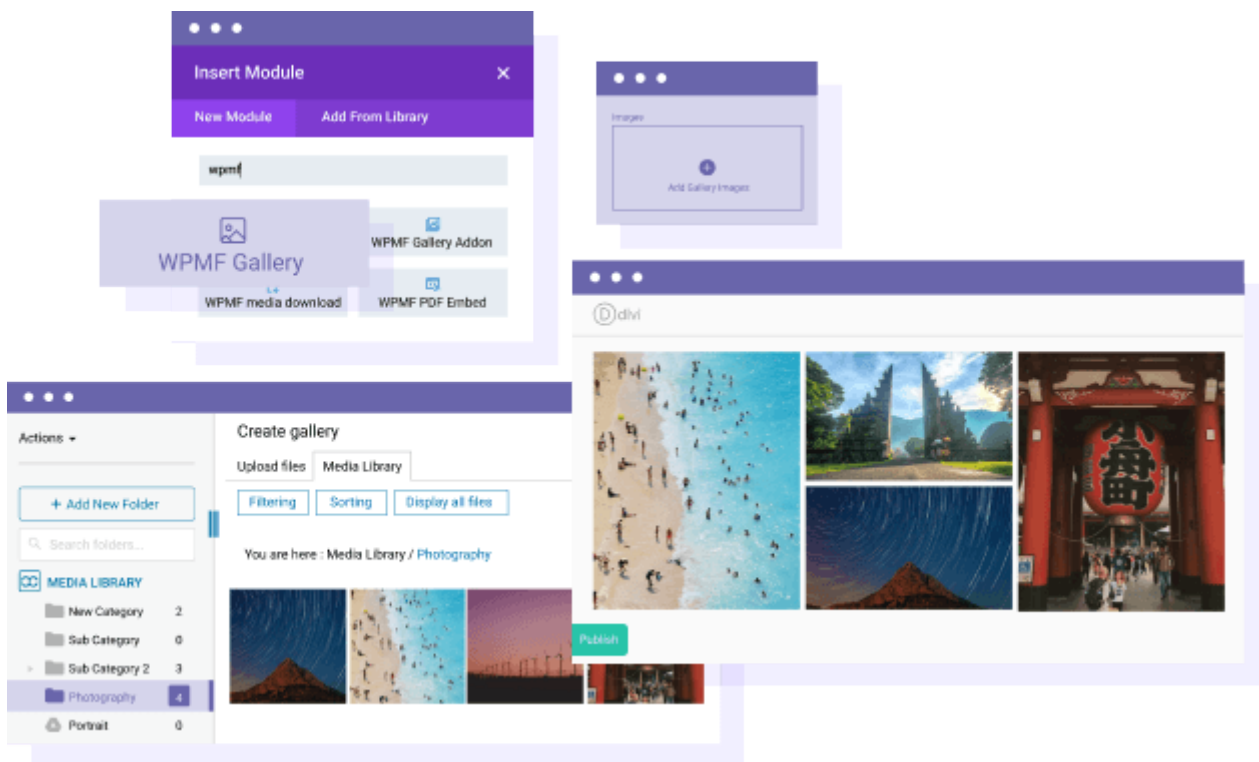 Insert Module
New Module
Add From Library
wpmf
WPMF Gallery
WPMF Gallery Addon
WPMF media download
WPMF PDF Embed
Images
Add Gallery Images
D divi
小舟町
Publish
Actions
+ Add New Folder
Search folders...
MEDIA LIBRARY
New Category 2
Sub Category 0
Sub Category 2 3
Photography 4
Portrait 0
Create gallery
Upload files
Media Library
Filtering
Sorting
Display all files
You are here : Media Library / Photography